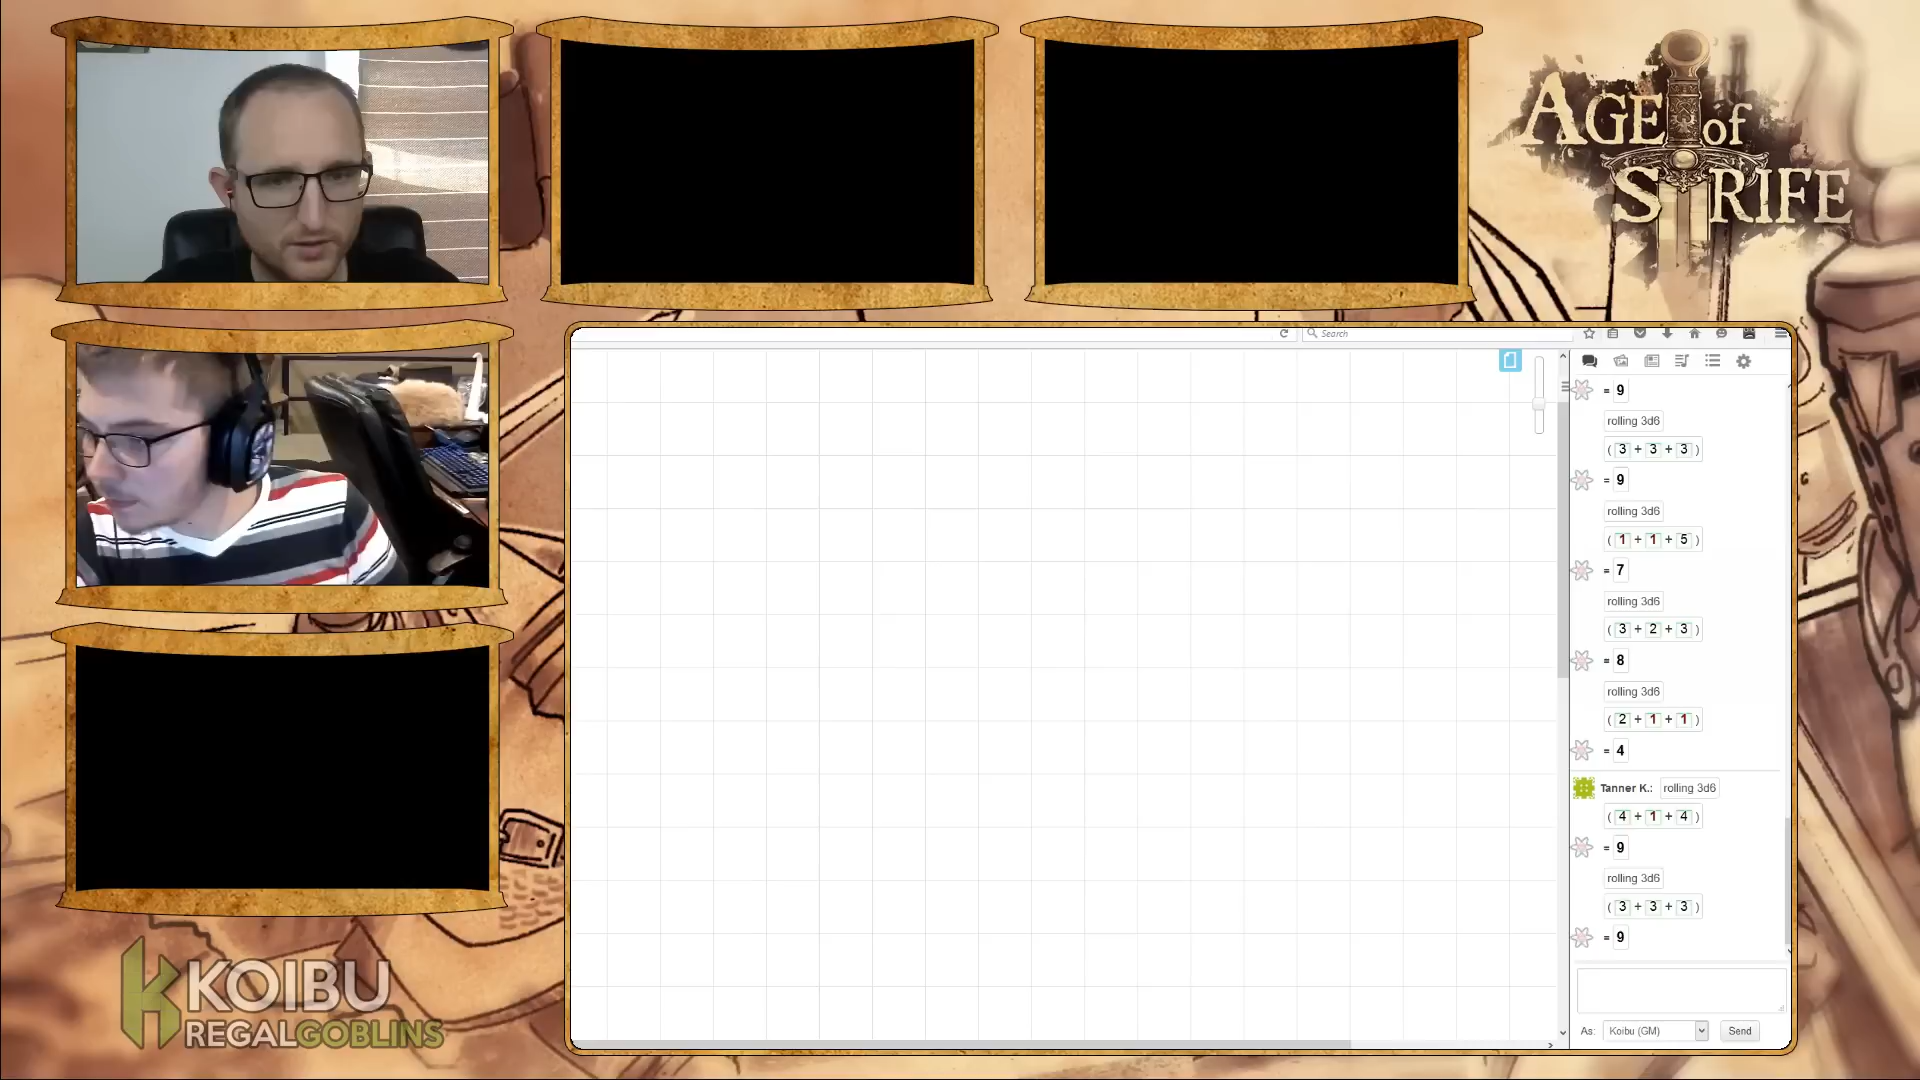 AGE of
STRIFE
Search
= 9
rolling 3d6
( 3 + 3 + 3 )
= 9
rolling 3d6
( 1 + 1 + 5 )
= 7
rolling 3d6
( 3 + 2 + 3 )
= 8
rolling 3d6
( 2 + 1 + 1 )
= 4
Tanner K.: rolling 3d6
( 4 + 1 + 4 )
= 9
rolling 3d6
( 3 + 3 + 3 )
= 9
As: Koibu (GM) Send
KOIBU
REGALGOBLINS